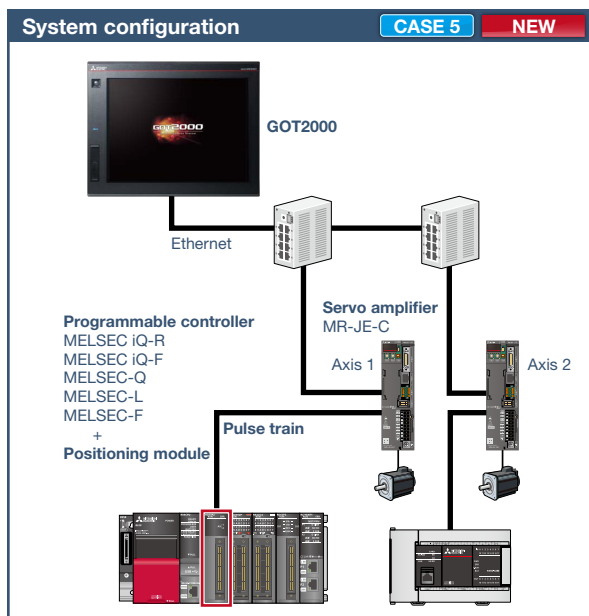 System configuration
CASE 5
NEW
GOT2000
GOT2000
Ethernet
Servo amplifier
MR-JE-C
Programmable controller
MELSEC iQ-R
MELSEC iQ-F
MELSEC-Q
MELSEC-L
MELSEC-F
+
Positioning module
Axis 1
Axis 2
Pulse train